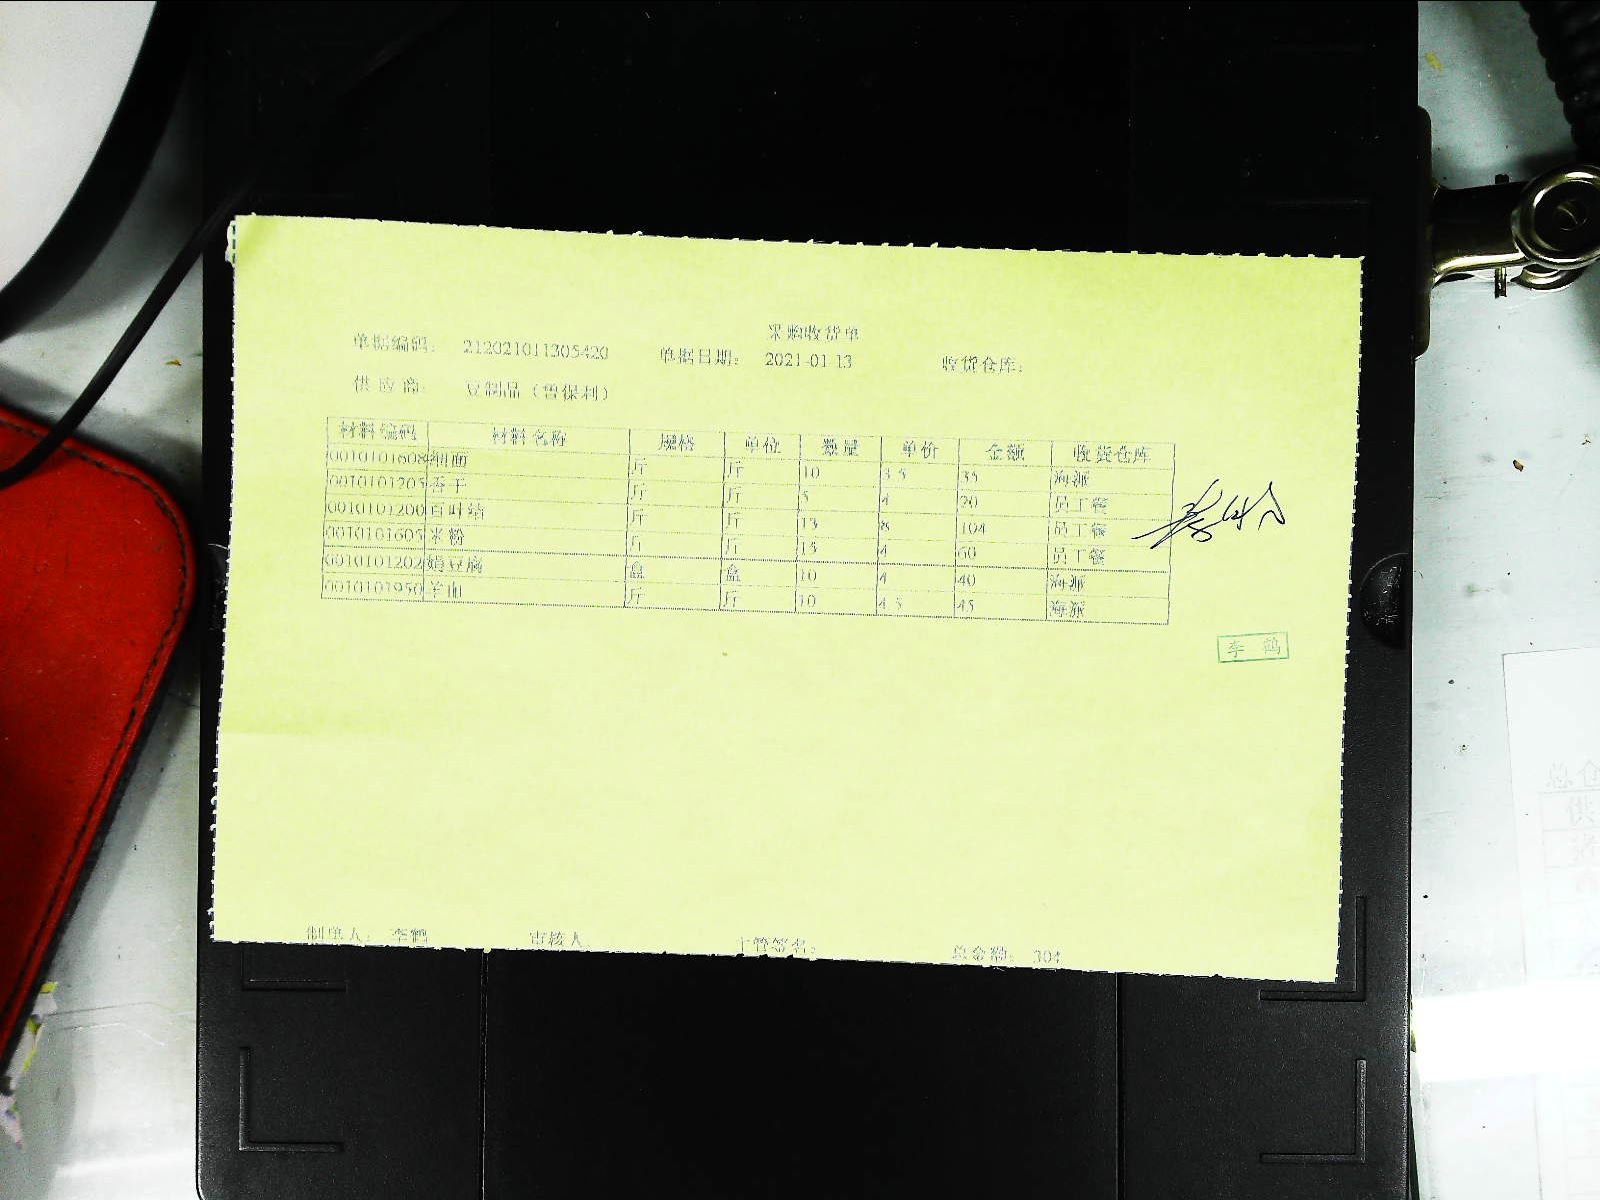 采购收货单
单据编码： 212021011305420 单据日期： 2021-01-13 收货仓库：
供应商： 豆制品（鲁保利）
材料编码 材料名称 规格 单位 数量 单价 金额 收货仓库
0010101608 细面 斤 斤 10 3.5 35 海派
0010101205 香干 斤 斤 5 4 20 员工餐
0010101200 百叶结 斤 斤 13 8 104 员工餐
0010101605 米粉 斤 斤 15 4 60 员工餐
0010101202 嫩豆腐 盒 盒 10 4 40 海派
0010101950 羊血 斤 斤 10 4.5 45 海派
李 鹤
制单人： 李鹤 审核人： 主管签名： 总金额： 304
总仓
供